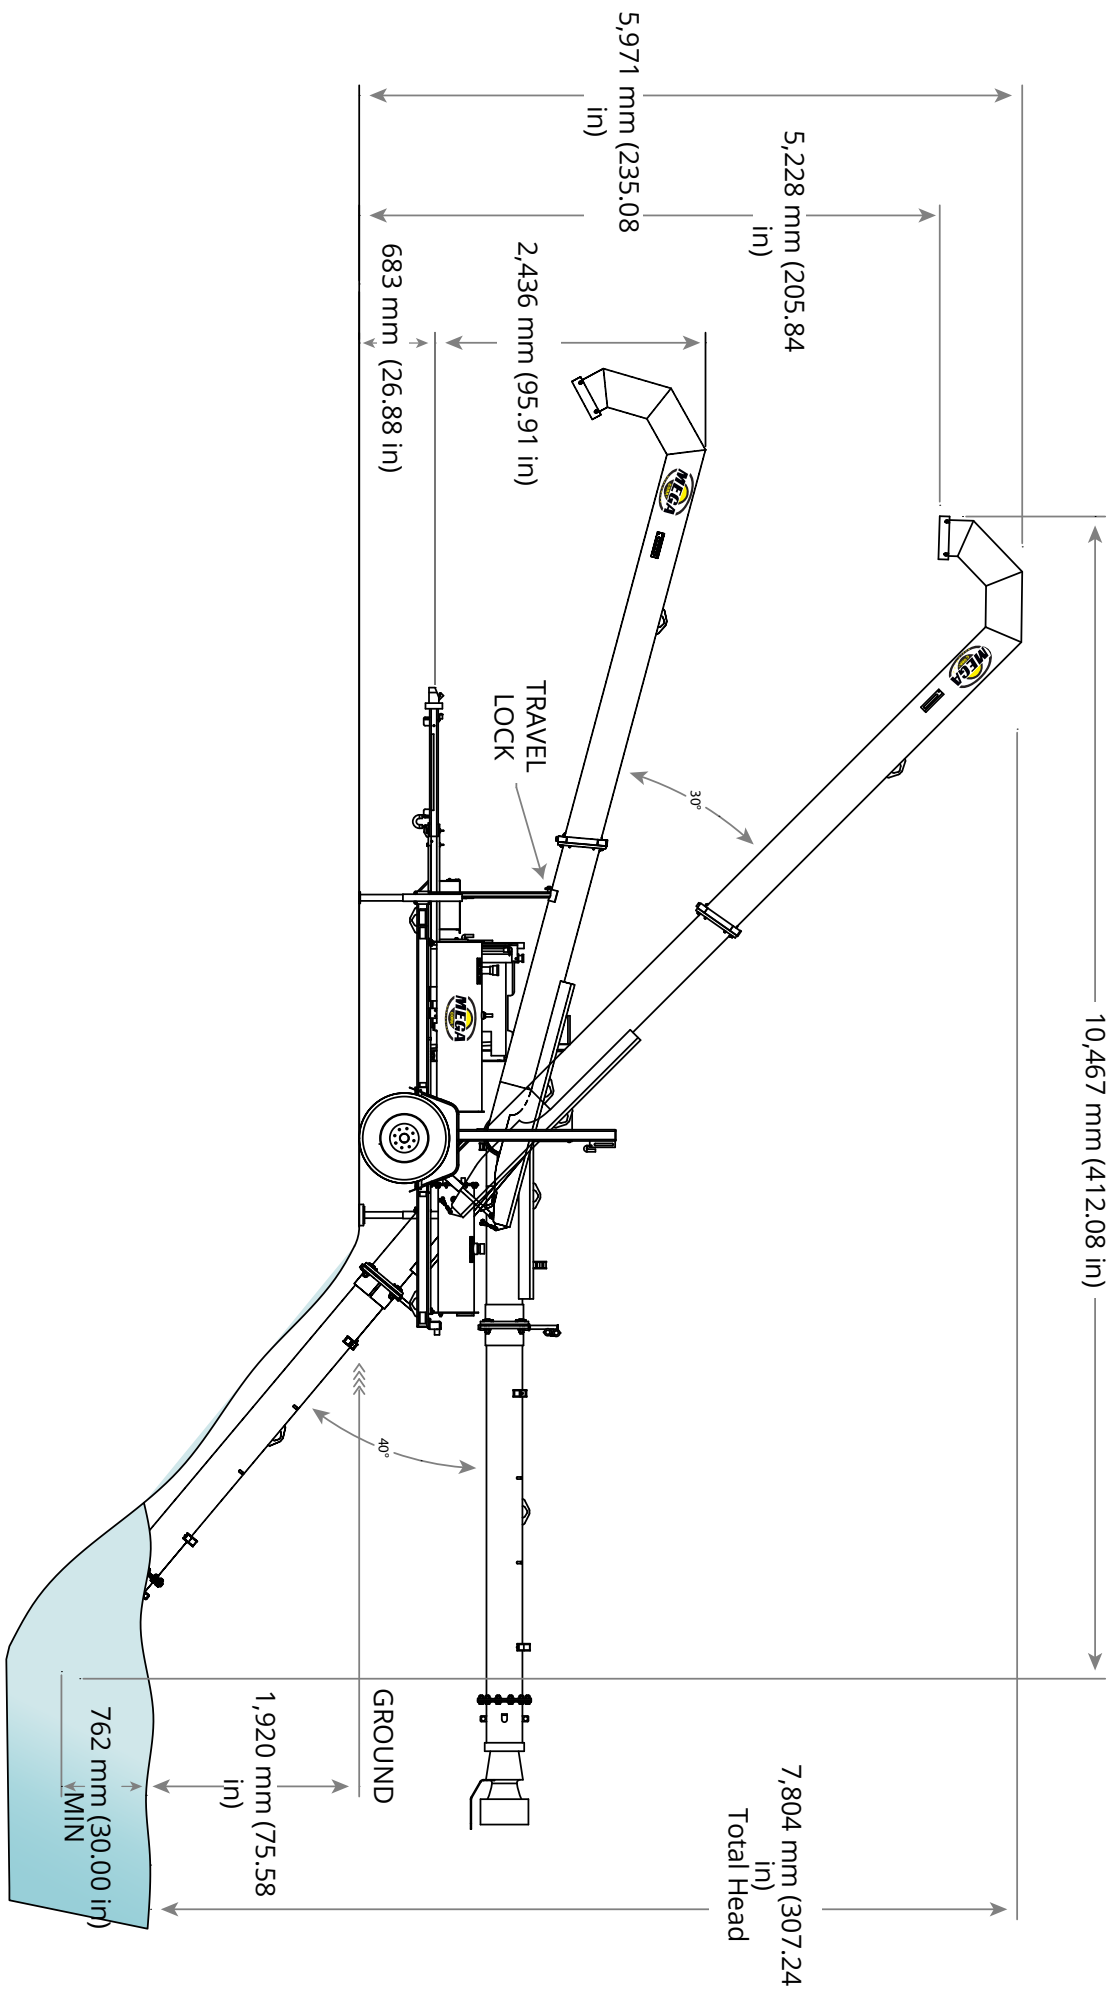 5,971 mm (235.08
in)
5,228 mm (205.84
in)
2,436 mm (95.91 in)
683 mm (26.88 in)
MEGA
MEGA
TRAVEL
LOCK
30°
10,467 mm (412.08 in)
MEGA
40°
GROUND
1,920 mm (75.58
in)
762 mm (30.00 in)
MIN
7,804 mm (307.24
in)
Total Head